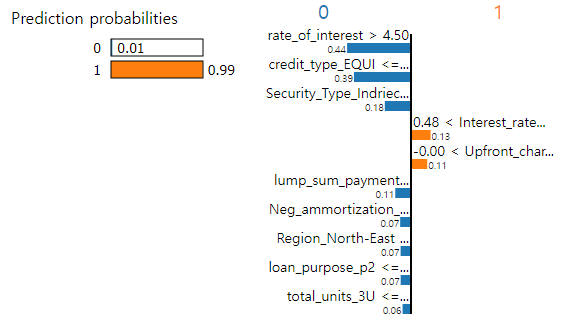 Prediction probabilities
0 0.01
1 0.99
0 1
rate_of_interest > 4.50
0.44
credit_type_EQUI <=...
0.39
Security_Type_Indriec...
0.18
0.48 < Interest_rate...
0.13
-0.00 < Upfront_char...
0.11
lump_sum_payment...
0.11
Neg_ammortization_...
0.07
Region_North-East ...
0.07
loan_purpose_p2 <=...
0.07
total_units_3U <=...
0.06